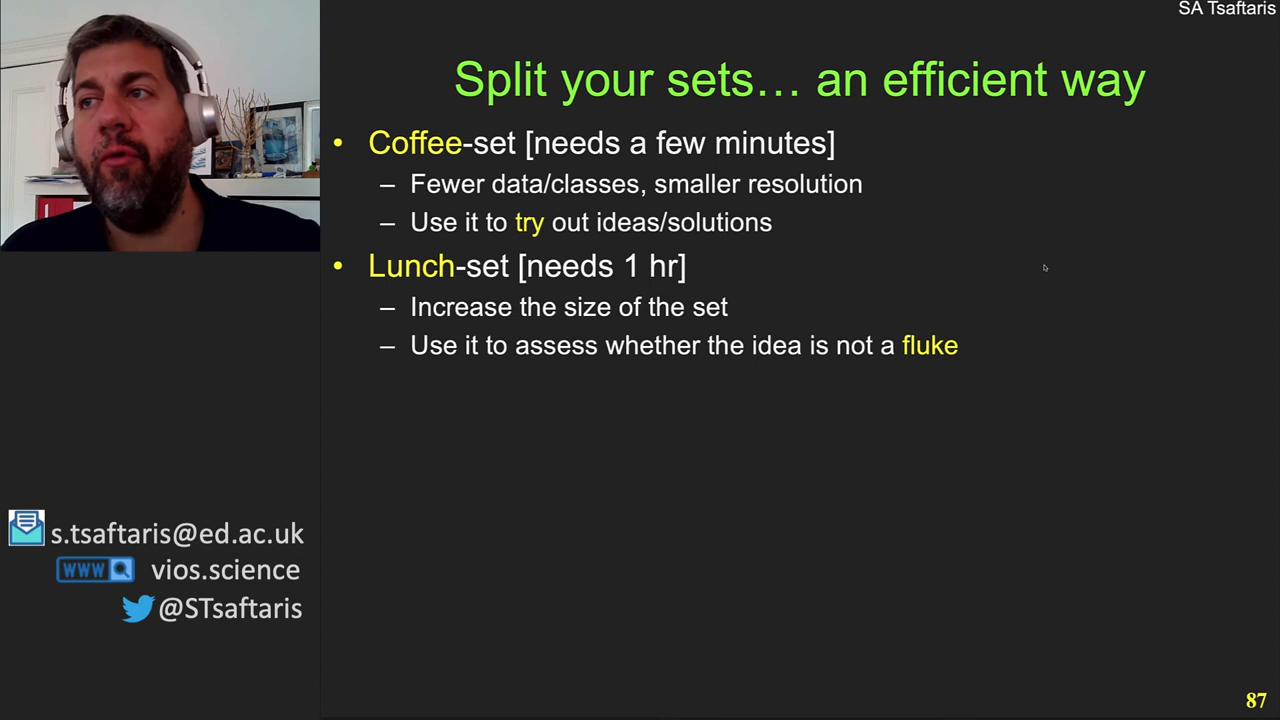 SA Tsaftaris
Split your sets… an efficient way
• Coffee-set [needs a few minutes]
– Fewer data/classes, smaller resolution
– Use it to try out ideas/solutions
• Lunch-set [needs 1 hr]
– Increase the size of the set
– Use it to assess whether the idea is not a fluke
s.tsaftaris@ed.ac.uk
WWW vios.science
@STsaftaris
87